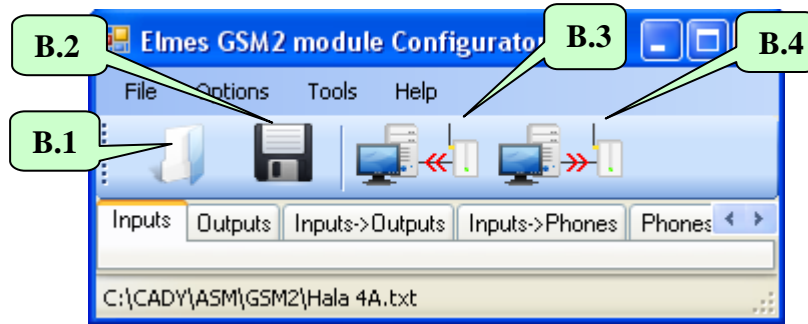 B.2
Elmes GSM2 module Configurato
B.3
B.4
File Options Tools Help
B.1
Inputs Outputs Inputs->Outputs Inputs->Phones Phones
C:\CADY\ASM\GSM2\Hala 4A.txt